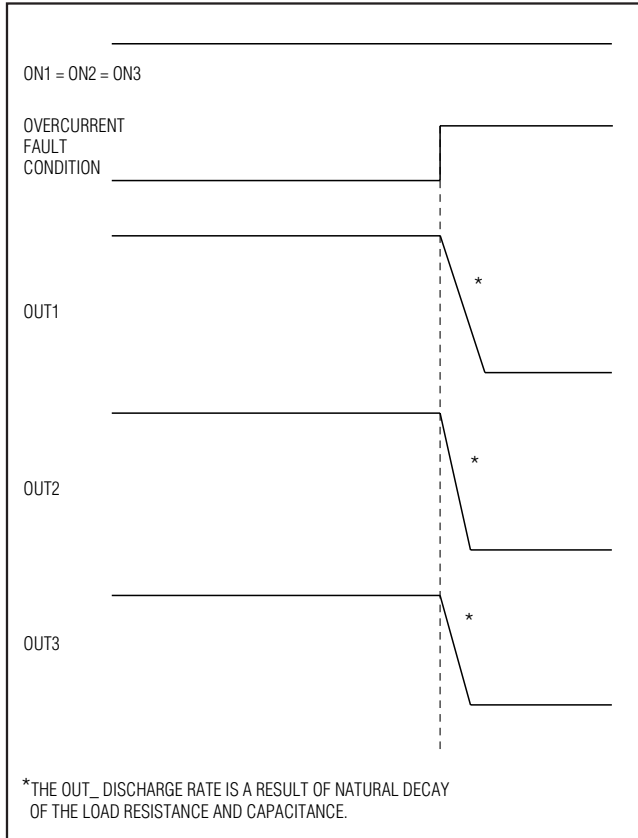 ON1 = ON2 = ON3
OVERCURRENT
FAULT
CONDITION
*
OUT1
*
OUT2
*
OUT3
*THE OUT_ DISCHARGE RATE IS A RESULT OF NATURAL DECAY
OF THE LOAD RESISTANCE AND CAPACITANCE.